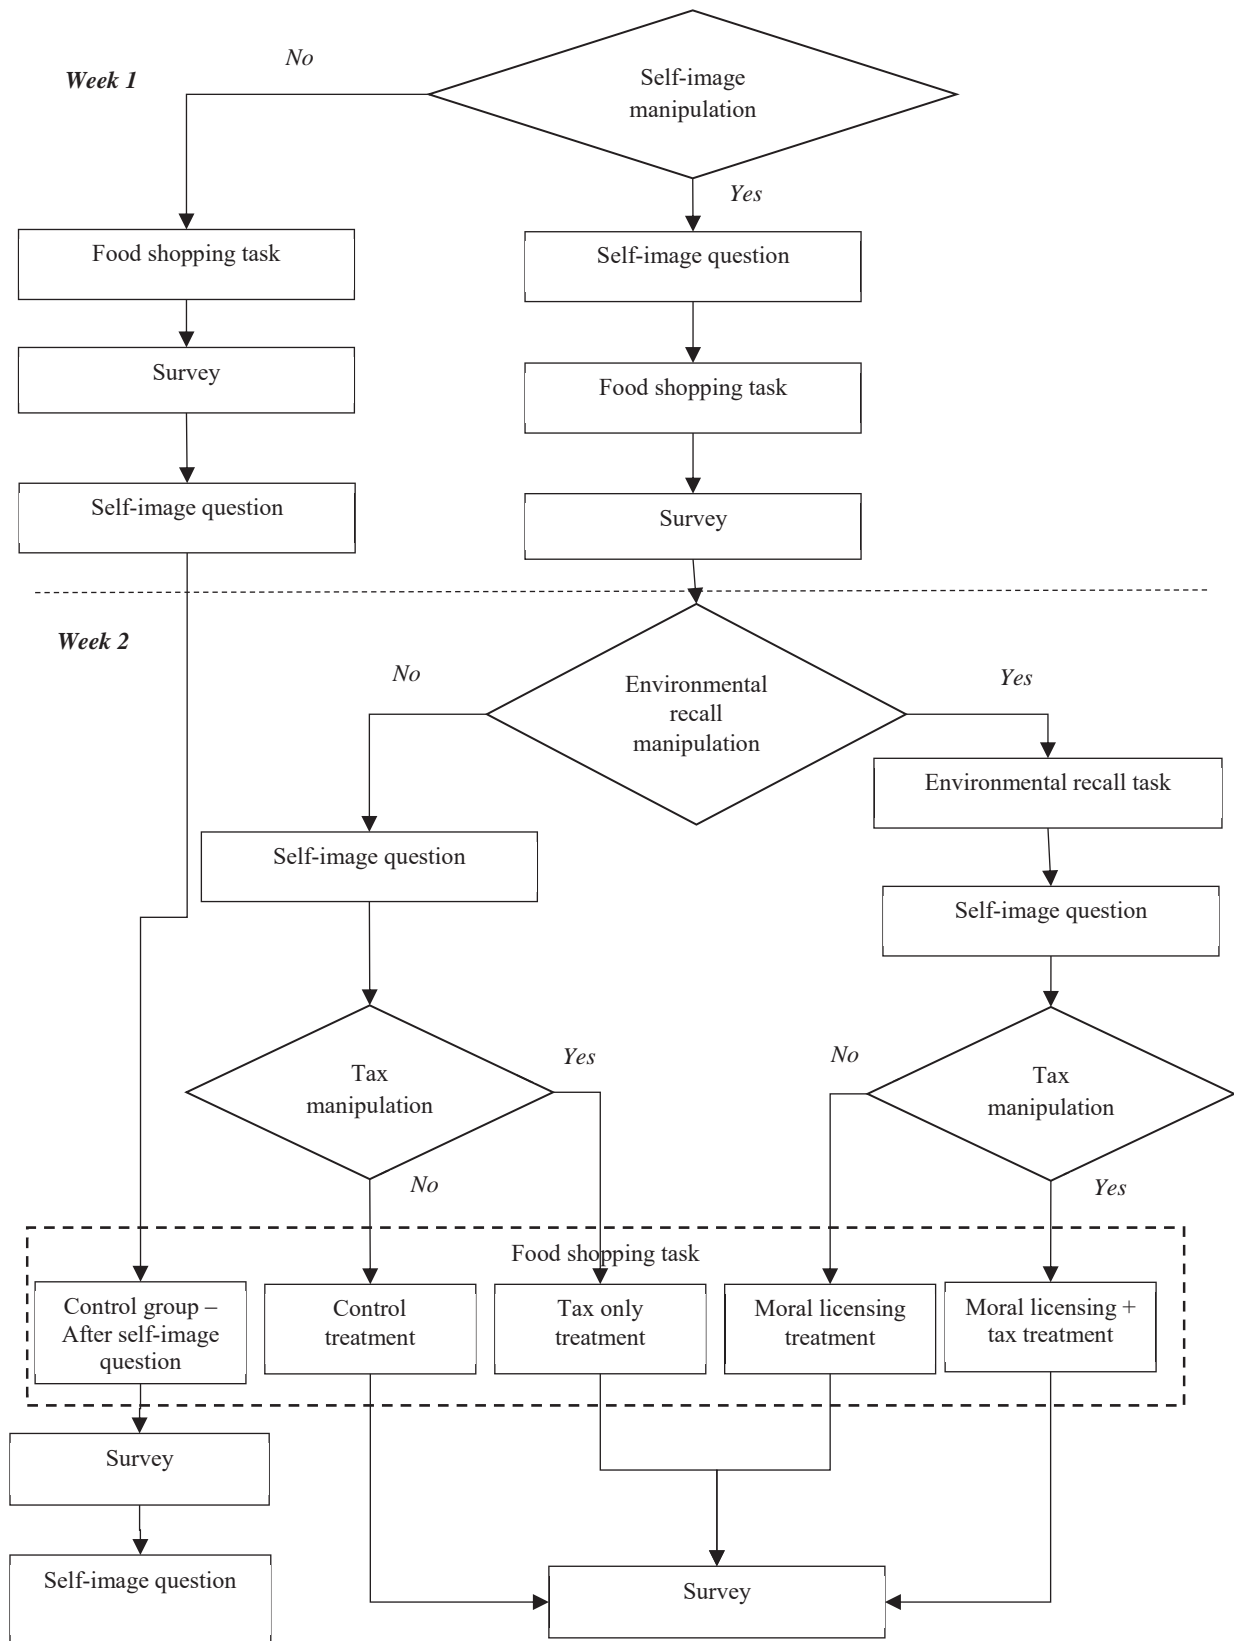 No
Week 1
Self-image
manipulation
Yes
Food shopping task
Self-image question
Survey
Food shopping task
Self-image question
Survey
Week 2
No
Environmental
recall
manipulation
Yes
Environmental recall task
Self-image question
Self-image question
Tax
manipulation
Yes
No
No
Tax
manipulation
Yes
Food shopping task
Control group –
After self-image
question
Control
treatment
Tax only
treatment
Moral licensing
treatment
Moral licensing +
tax treatment
Survey
Self-image question
Survey